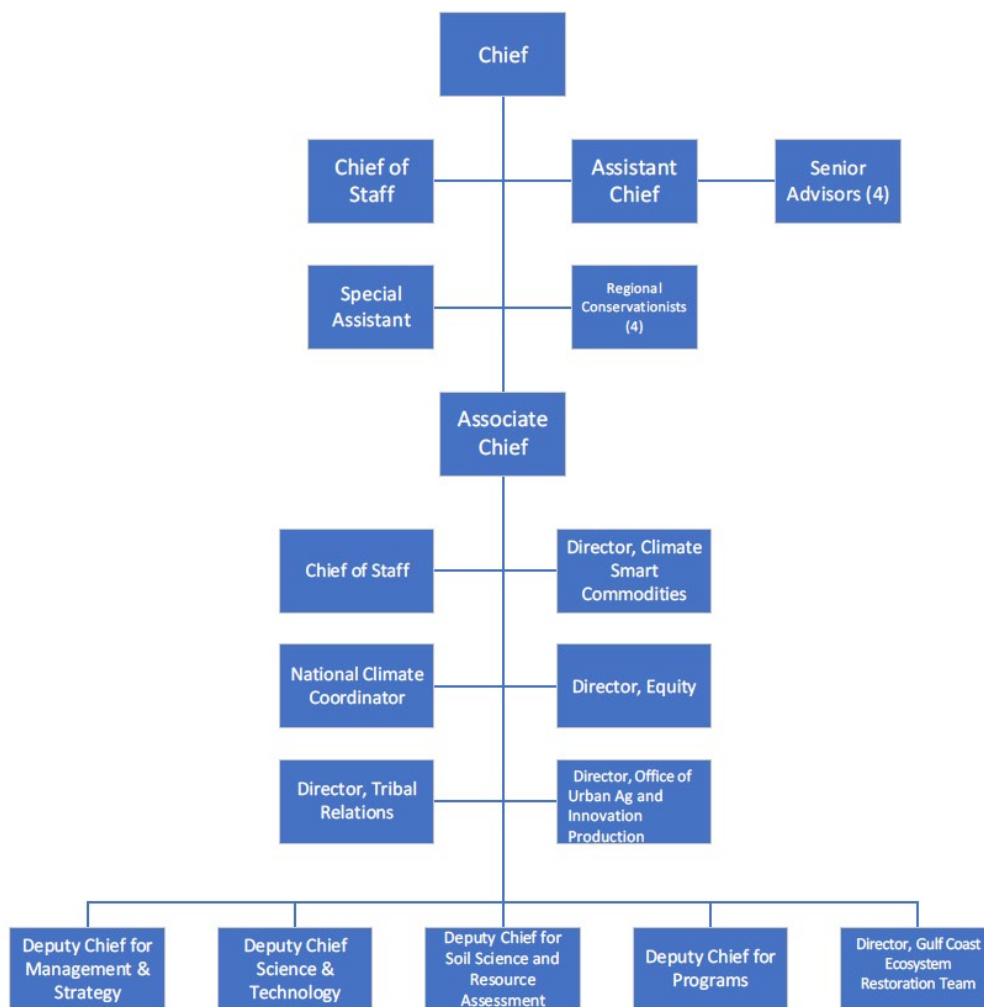 Chief
Chief of
Staff
Assistant
Chief
Senior
Advisors (4)
Special
Assistant
Regional
Conservationists
(4)
Associate
Chief
Chief of Staff
Director, Climate
Smart
Commodities
National Climate
Coordinator
Director, Equity
Director, Tribal
Relations
Director, Office of
Urban Ag and
Innovation
Production
Deputy Chief for
Management &
Strategy
Deputy Chief
Science &
Technology
Deputy Chief for
Soil Science and
Resource
Assessment
Deputy Chief for
Programs
Director, Gulf Coast
Ecosystem
Restoration Team